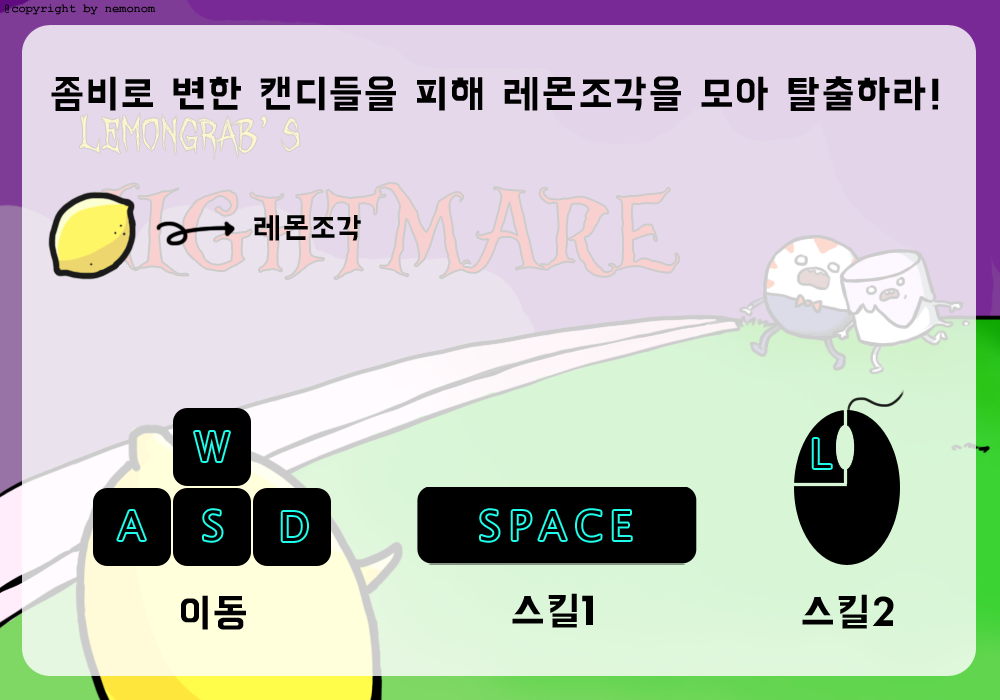 @copyright by nemonom
좀비로 변한 캔디들을 피해 레몬조각을 모아 탈출하라!
LEMONGRAB'S
NIGHTMARE
레몬조각
W
A S D
SPACE
L
이동
스킬1
스킬2